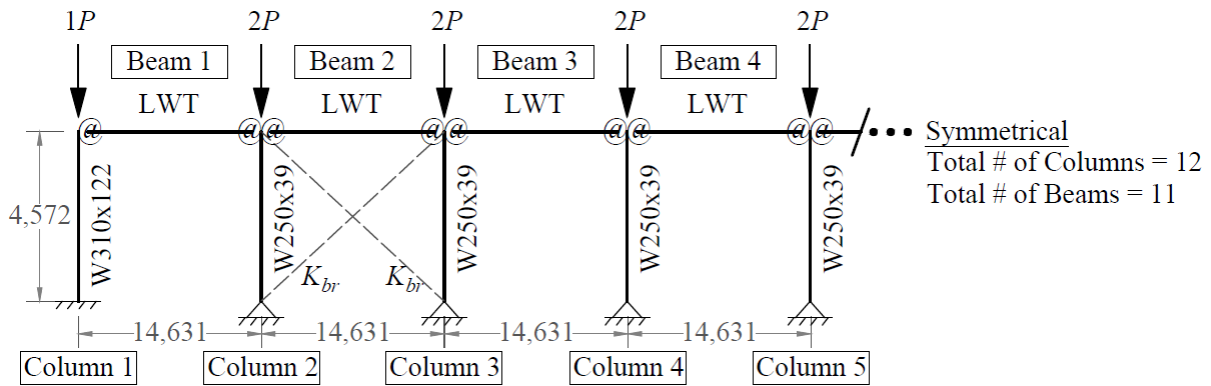 1P 2P 2P 2P 2P
Beam 1 Beam 2 Beam 3 Beam 4
LWT LWT LWT LWT
@ @@ @@ @@ @@
Symmetrical
Total # of Columns = 12
Total # of Beams = 11
4,572
W310x122
W250x39
W250x39
W250x39
W250x39
Kbr Kbr
14,631 14,631 14,631 14,631
Column 1 Column 2 Column 3 Column 4 Column 5